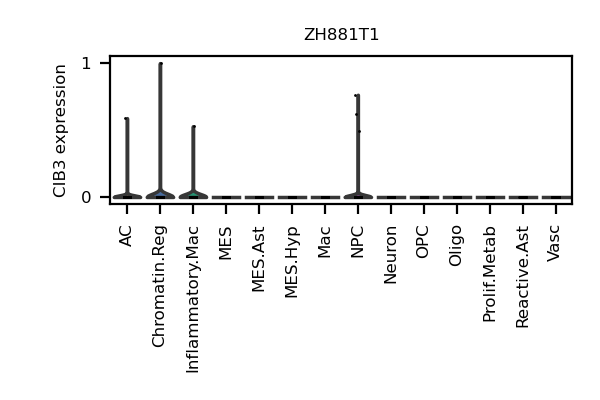 ZH881T1
CIB3 expression
1
0
AC
Chromatin.Reg
Inflammatory.Mac
MES
MES.Ast
MES.Hyp
Mac
NPC
Neuron
OPC
Oligo
Prolif.Metab
Reactive.Ast
Vasc